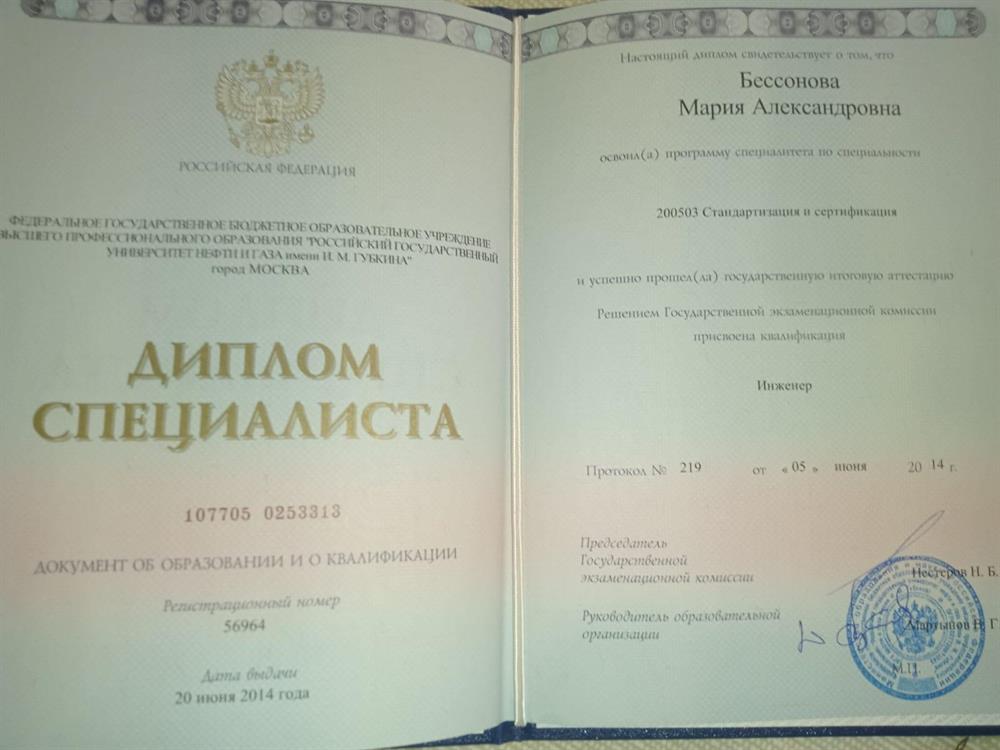 РОССИЙСКАЯ ФЕДЕРАЦИЯ
ФЕДЕРАЛЬНОЕ ГОСУДАРСТВЕННОЕ БЮДЖЕТНОЕ ОБРАЗОВАТЕЛЬНОЕ УЧРЕЖДЕНИЕ
ВЫСШЕГО ПРОФЕССИОНАЛЬНОГО ОБРАЗОВАНИЯ "РОССИЙСКИЙ ГОСУДАРСТВЕННЫЙ
УНИВЕРСИТЕТ НЕФТИ И ГАЗА имени И. М. ГУБКИНА"
город МОСКВА
ДИПЛОМ
СПЕЦИАЛИСТА
107705 0253313
ДОКУМЕНТ ОБ ОБРАЗОВАНИИ И О КВАЛИФИКАЦИИ
Регистрационный номер
56964
Дата выдачи
20 июня 2014 года
Настоящий диплом свидетельствует о том, что
Бессонова
Мария Александровна
освоил(а) программу специалитета по специальности
200503 Стандартизация и сертификация
и успешно прошел(ла) государственную итоговую аттестацию
Решением Государственной экзаменационной комиссии
присвоена квалификация
Инженер
Протокол № 219 от « 05 » июня 20 14 г.
Председатель
Государственной
экзаменационной комиссии
Нестеров Н. Б.
Руководитель образовательной
организации
Мартынов В. Г
М.П.